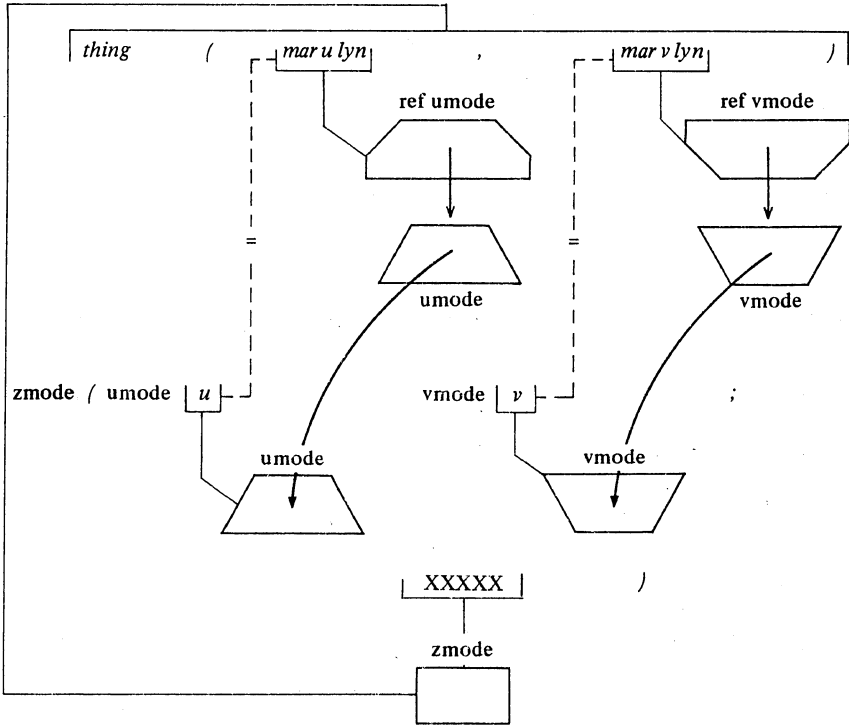 thing ( mar u lyn , mar v lyn )
ref umode ref vmode
= =
umode vmode
zmode ( umode u vmode v ;
umode vmode
XXXXX )
zmode